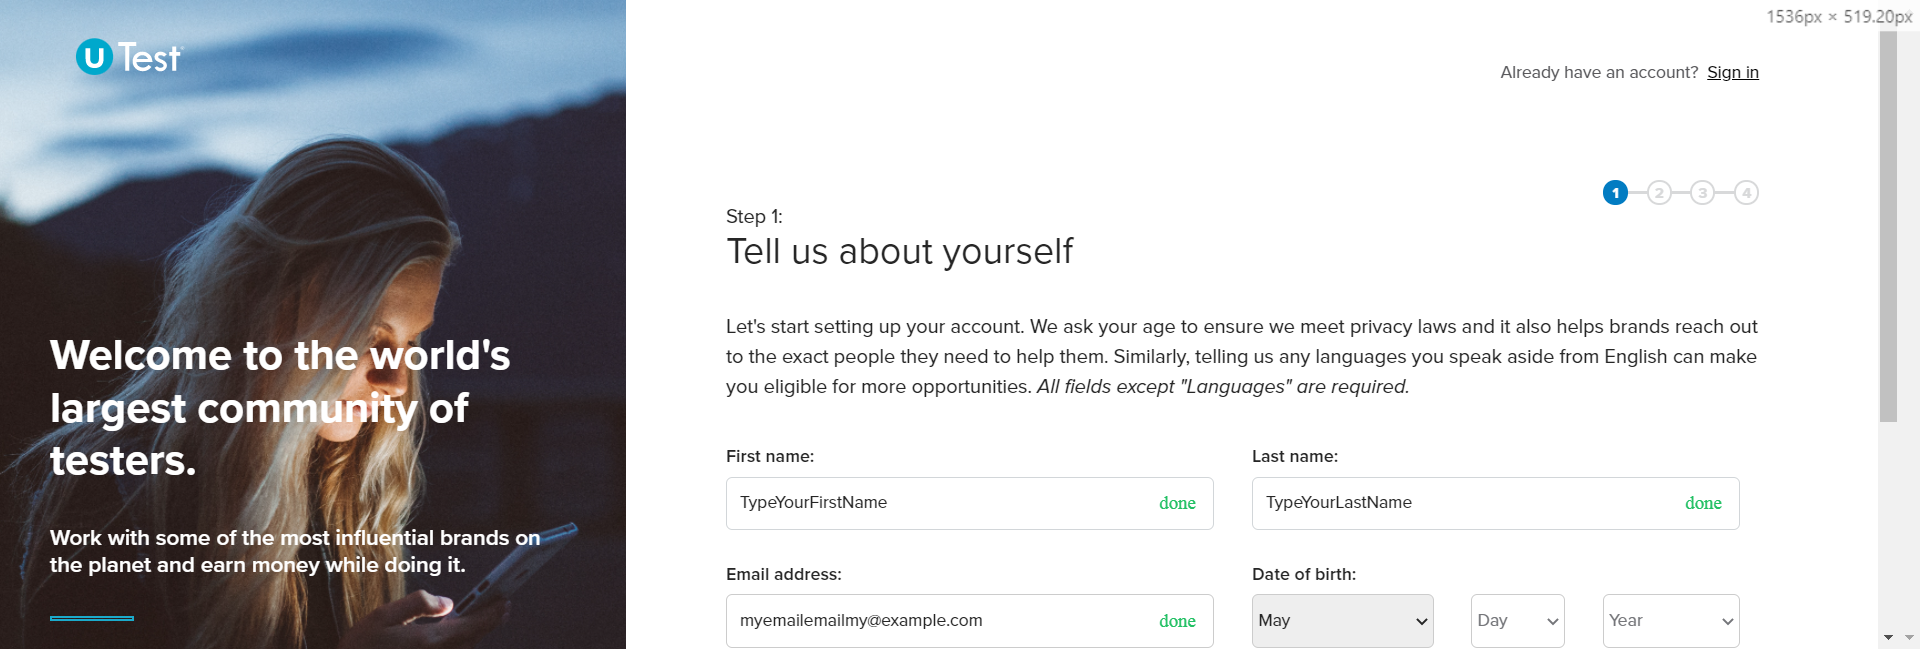 U Test
1536px × 519.20px
Already have an account? Sign in
1 2 3 4
Step 1:
Tell us about yourself
Let's start setting up your account. We ask your age to ensure we meet privacy laws and it also helps brands reach out
to the exact people they need to help them. Similarly, telling us any languages you speak aside from English can make
you eligible for more opportunities. All fields except "Languages" are required.
Welcome to the world's
largest community of
testers.
Work with some of the most influential brands on
the planet and earn money while doing it.
First name:
Last name:
TypeYourFirstName done
TypeYourLastName done
Email address:
Date of birth:
myemailemailmy@example.com done
May Day Year